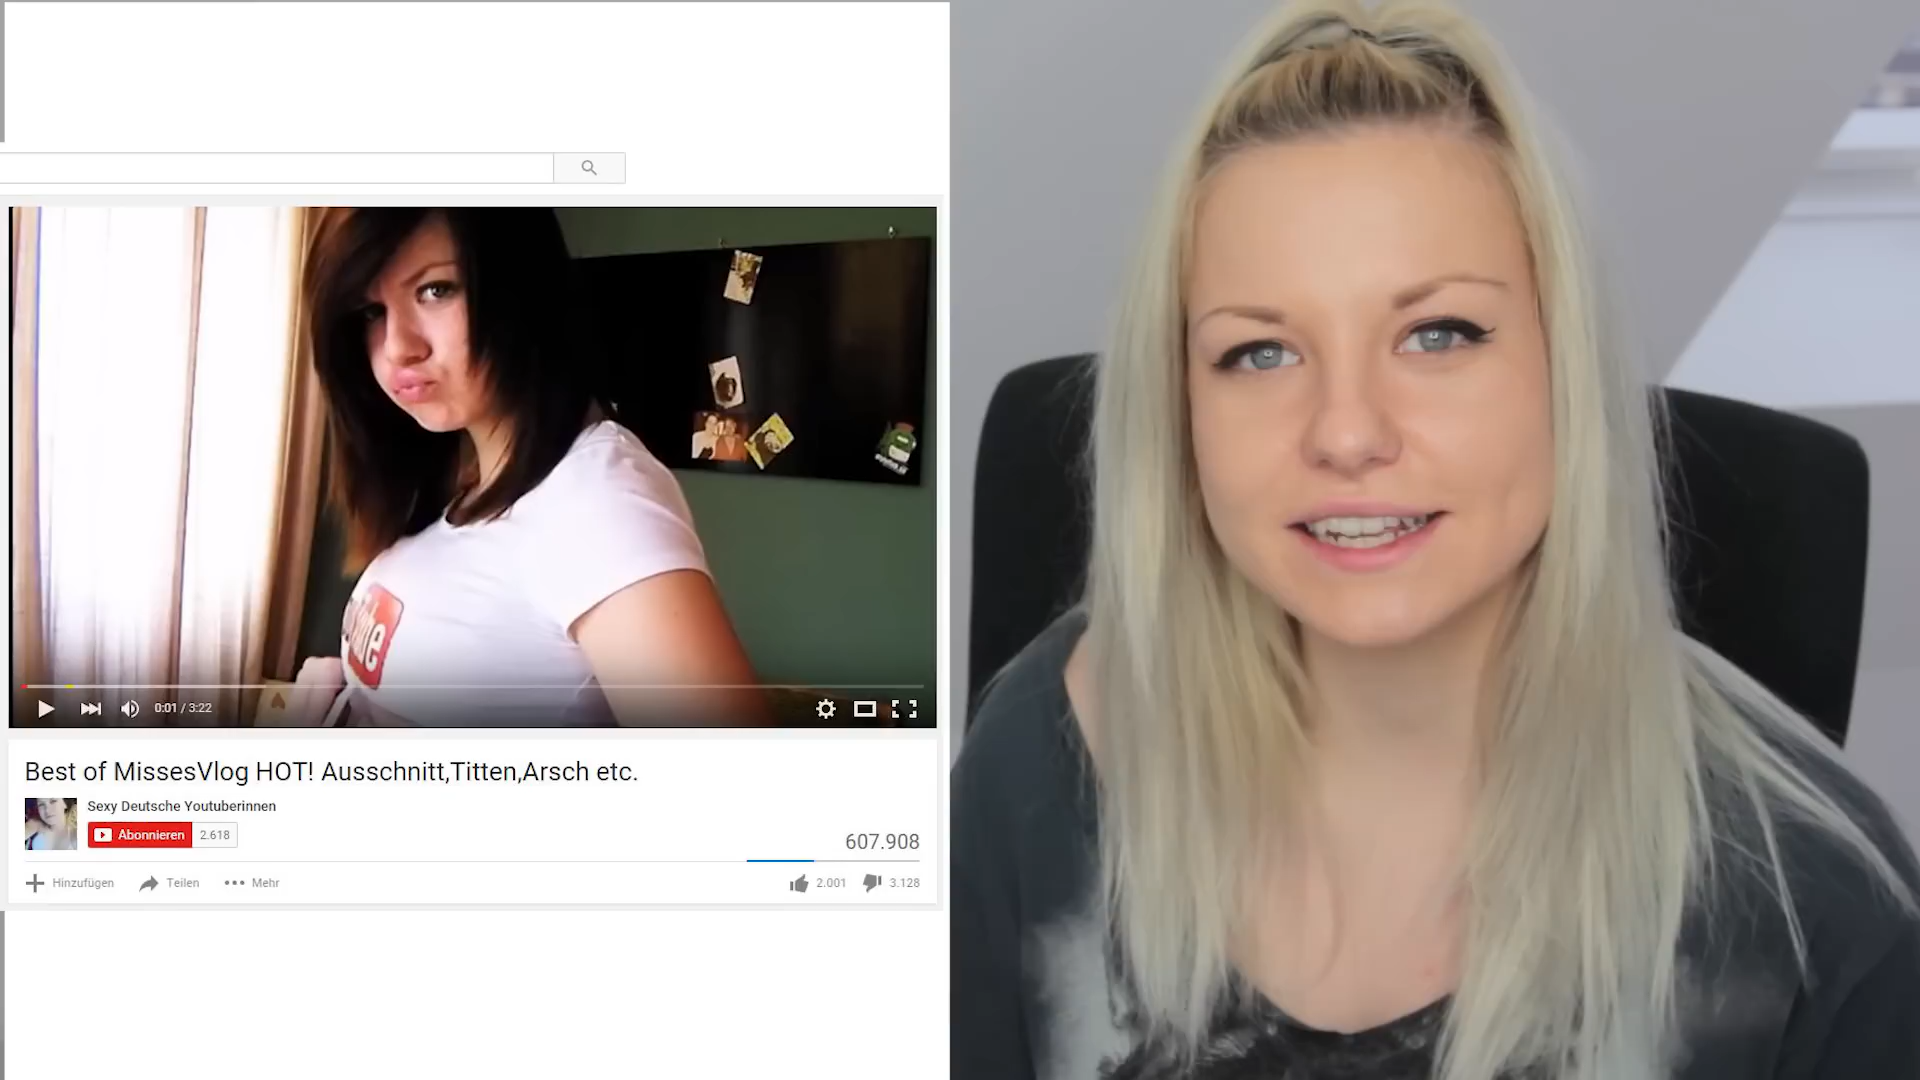 ube
0:01 / 3:22
Best of MissesVlog HOT! Ausschnitt,Titten,Arsch etc.
Sexy Deutsche Youtuberinnen
Abonnieren 2.618
607.908
Hinzufügen Teilen Mehr 2.001 3.128